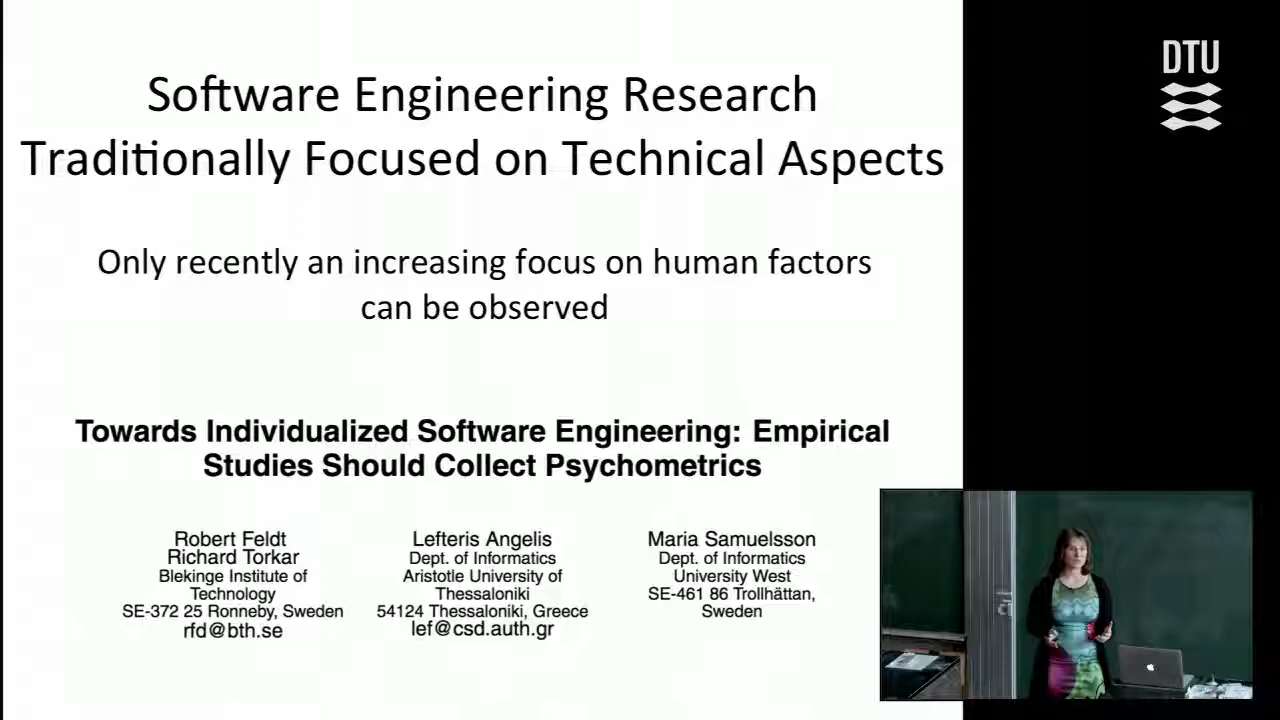 Software Engineering Research
Traditionally Focused on Technical Aspects
Only recently an increasing focus on human factors
can be observed
Towards Individualized Software Engineering: Empirical
Studies Should Collect Psychometrics
Robert Feldt
Richard Torkar
Blekinge Institute of
Technology
SE-372 25 Ronneby, Sweden
rfd@bth.se
Lefteris Angelis
Dept. of Informatics
Aristotle University of
Thessaloniki
54124 Thessaloniki, Greece
lef@csd.auth.gr
Maria Samuelsson
Dept. of Informatics
University West
SE-461 86 Trollhättan,
Sweden
DTU